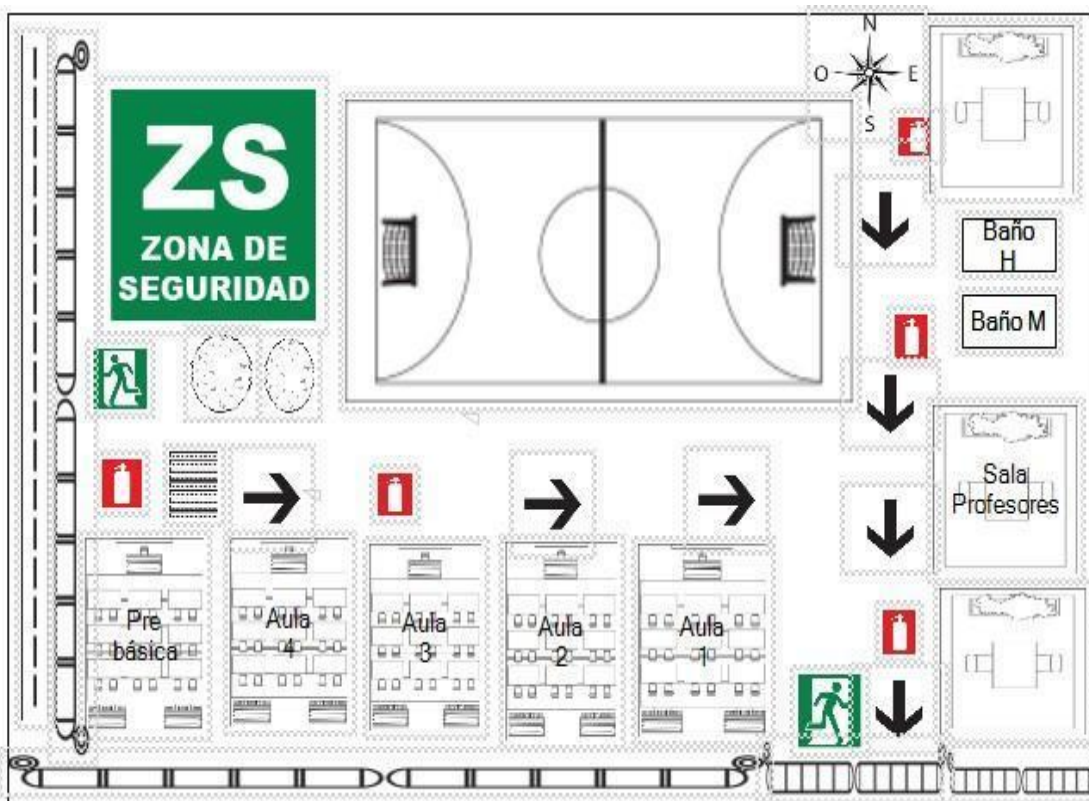 N
O E
S
ZS
ZONA DE
SEGURIDAD
Baño
H
Baño M
Sala
Profesores
Pre
básica
Aula
4
Aula
3
Aula
2
Aula
1